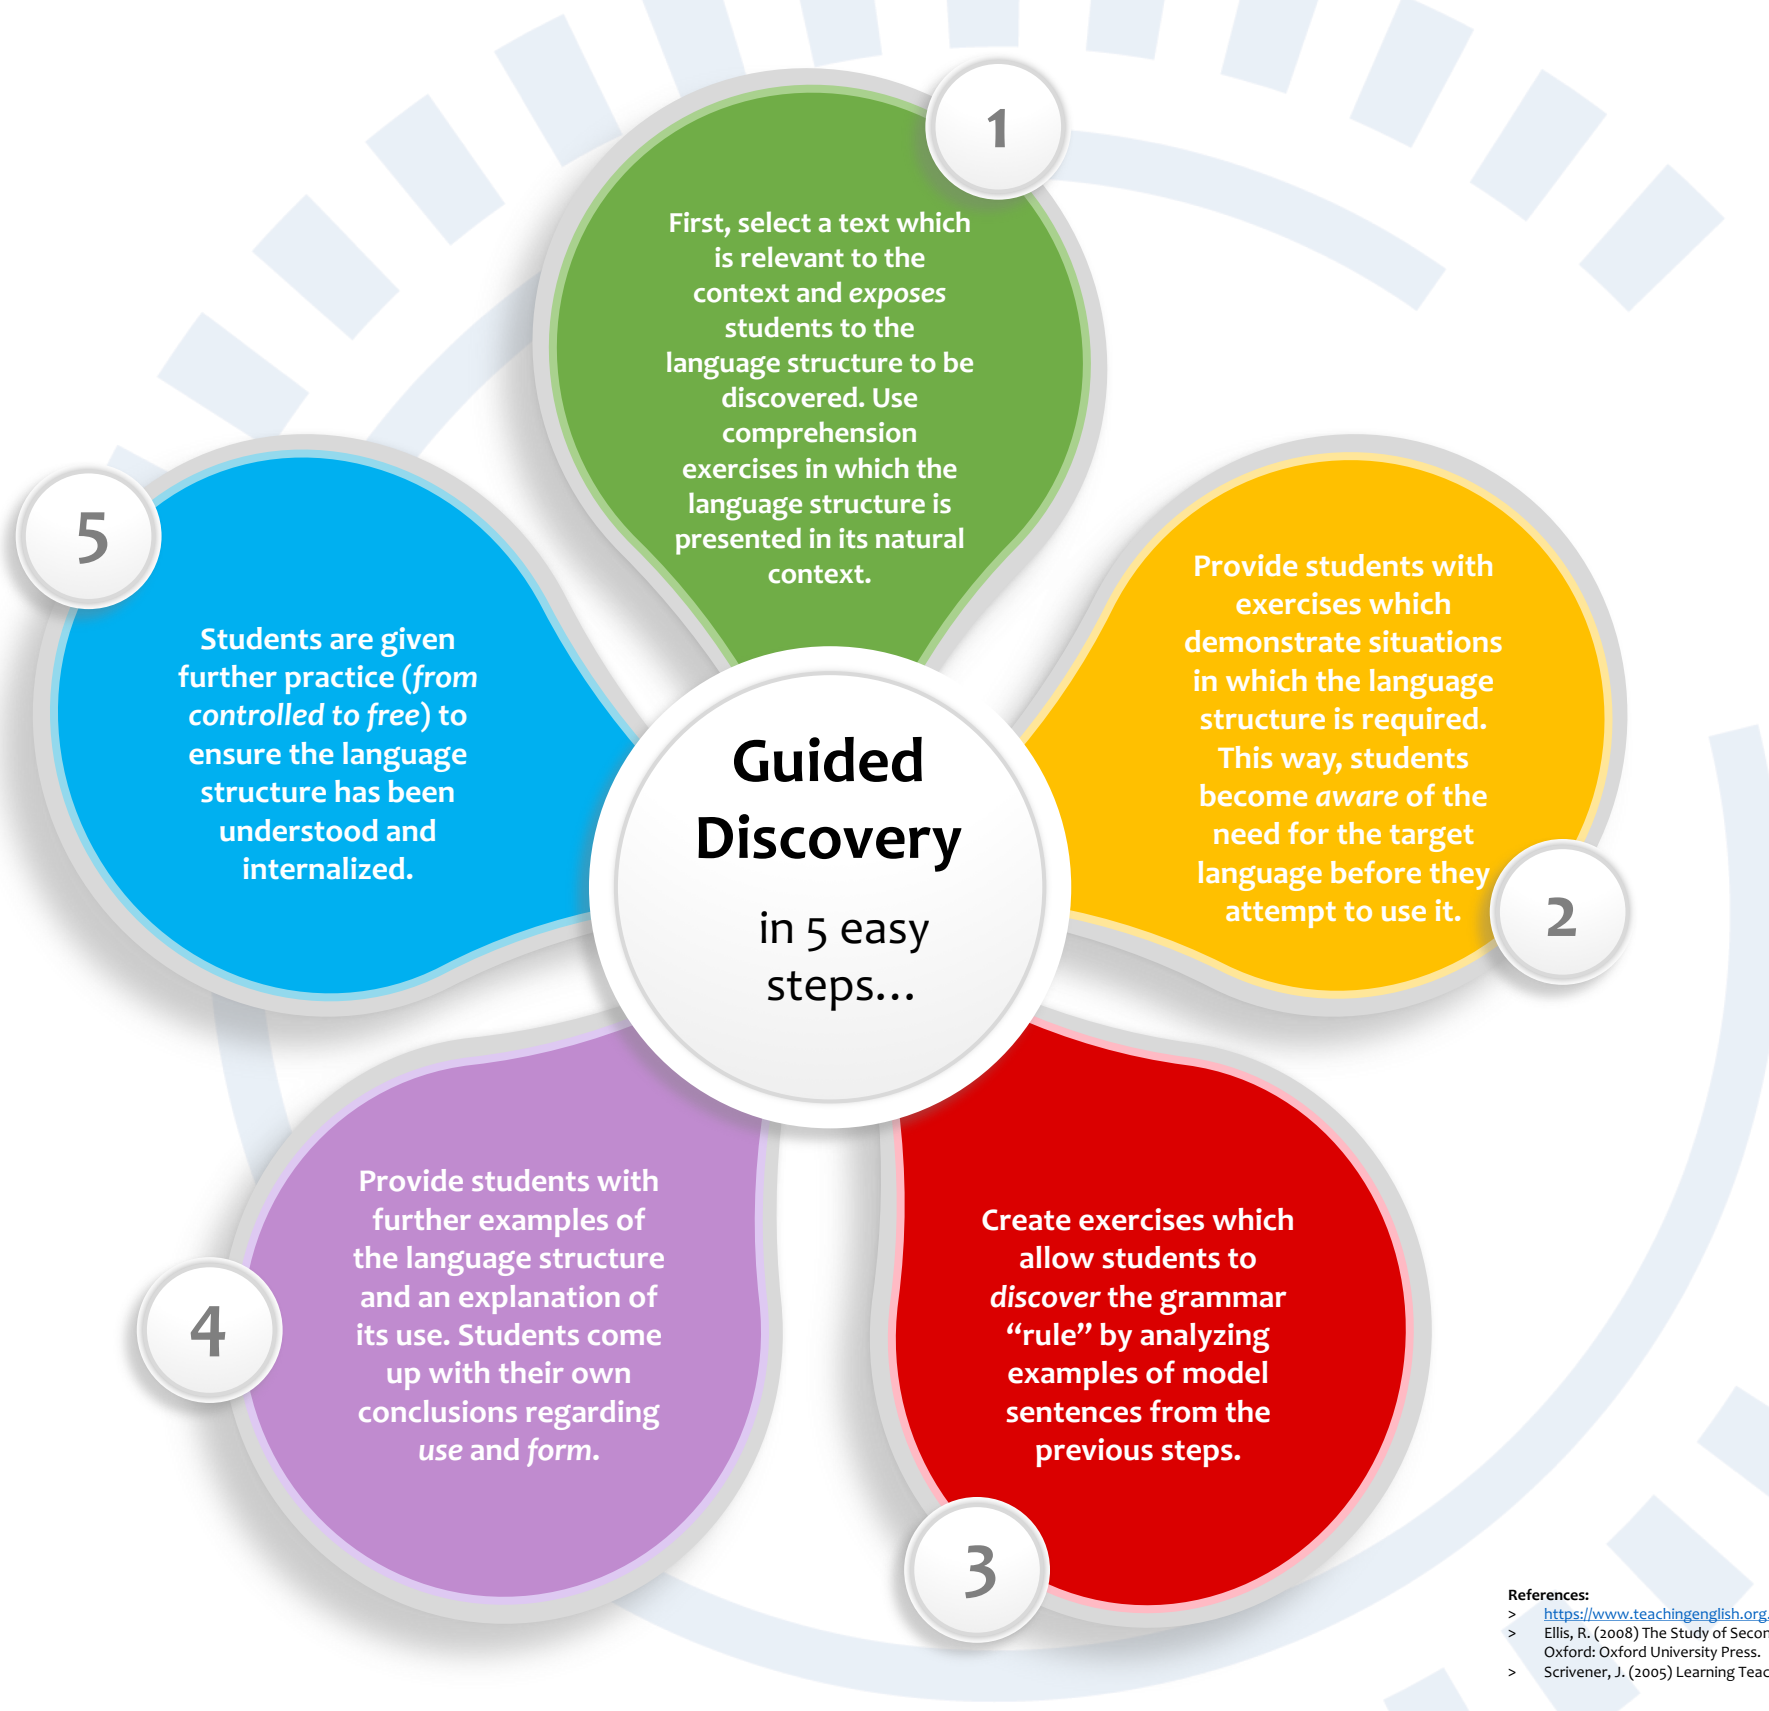 Guided
Discovery
in 5 easy
steps…
1
First, select a text which
is relevant to the
context and exposes
students to the
language structure to be
discovered. Use
comprehension
exercises in which the
language structure is
presented in its natural
context.
2
Provide students with
exercises which
demonstrate situations
in which the language
structure is required.
This way, students
become aware of the
need for the target
language before they
attempt to use it.
3
Create exercises which
allow students to
discover the grammar
“rule” by analyzing
examples of model
sentences from the
previous steps.
4
Provide students with
further examples of
the language structure
and an explanation of
its use. Students come
up with their own
conclusions regarding
use and form.
5
Students are given
further practice (from
controlled to free) to
ensure the language
structure has been
understood and
internalized.
References:
> https://www.teachingenglish.org.
> Ellis, R. (2008) The Study of Secon
Oxford: Oxford University Press.
> Scrivener, J. (2005) Learning Teac